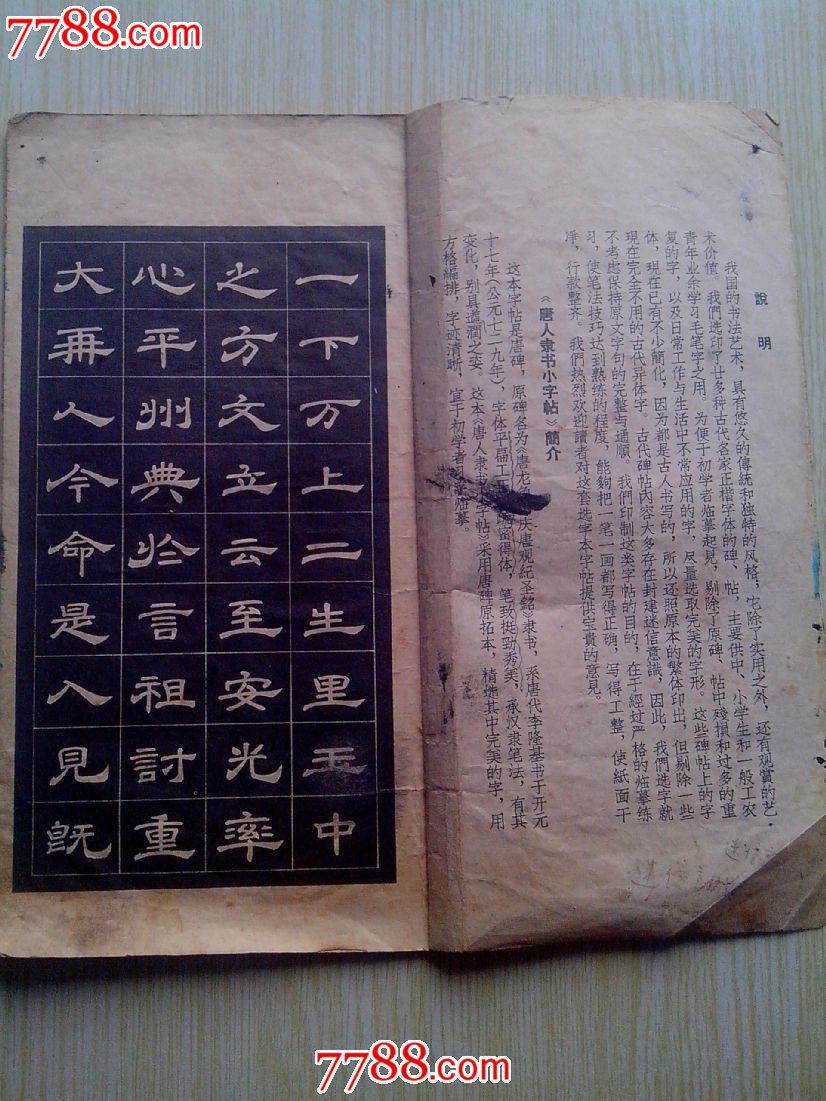 7788.com
說明
我国的书法艺术，具有悠久的傳統和独特的风格，它除了实用之外，还有观赏的艺
术价值。我們选印了廿多种古代名家正楷字体的碑、帖，主要供中、小学生和一般工农
青年业余学习毛笔字之用。为便于初学者临摹起見，剔除了原碑、帖中殘損和过多的重
复的字，以及日常工作与生活中不常应用的字，尽量选取完美的字形。这些碑帖上的字
体，現在已有不少簡化，因为都是古人书写的，所以还照原本的繁体印出，但剔除一些
現在完全不用的古代异体字。古代碑帖內容大多存在封建迷信意識，因此，我們选字就
不考慮保持原文字句的完整与通順。我們印制这类字帖的目的，在于經过严格的临摹练
习，使笔法技巧达到熟练的程度，能夠把一笔一画都写得正确，写得工整，使紙面干
淨，行款整齐。我們热烈欢迎讀者对这套选字本字帖提供宝貴的意見。
《唐人隶书小字帖》簡介
这本字帖是唐碑，原碑名为《唐龙 庆唐观紀圣銘》隶书，系唐代李隆基书于开元
十七年（公元七二九年），字体平福工 密得体，笔致挺勁秀美，承汉隶笔法，有其
变化，别具遒潤之姿。这本《唐人隶书 字帖》采用唐碑原拓本，精选其中完美的字，用
方格編排，字迹清晰，宜于初学者 临摹。
一下万上二生里王中
之方文立云至安光率
心平州典於言祖討重
大再人今命是入見既
7788.com